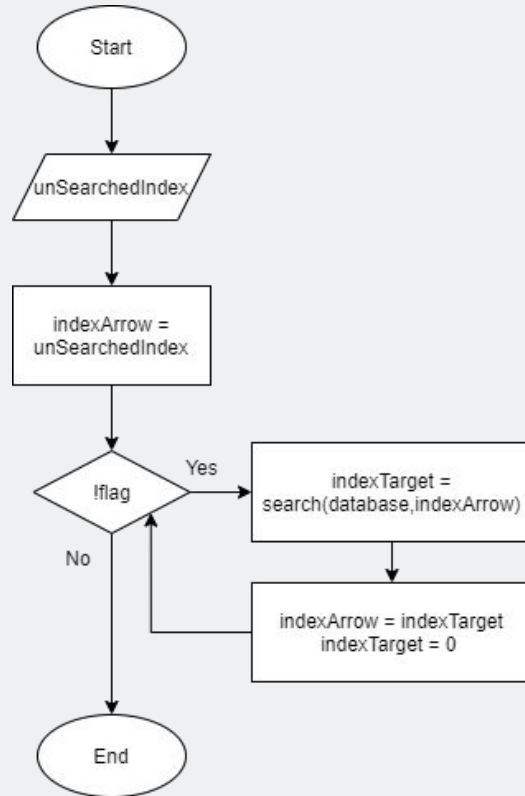 Start
unSearchedIndex
indexArrow =
unSearchedIndex
!flag
Yes
indexTarget =
search(database,indexArrow)
No
indexArrow = indexTarget
indexTarget = 0
End